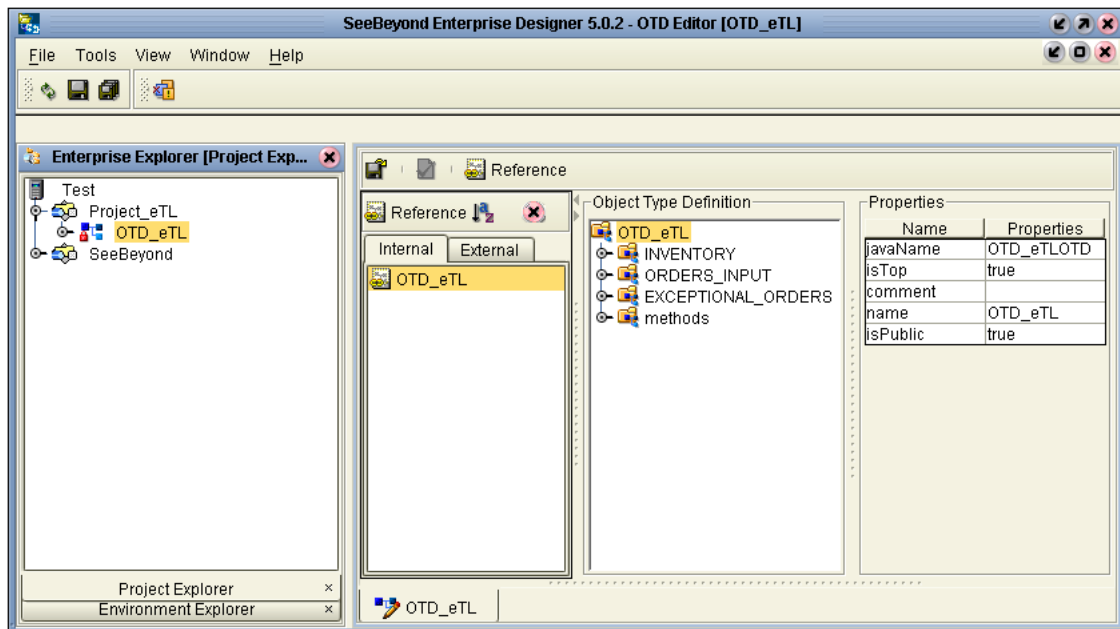 SeeBeyond Enterprise Designer 5.0.2 - OTD Editor [OTD_eTL]
File Tools View Window Help
Enterprise Explorer [Project Exp...
Test
Project_eTL
OTD_eTL
SeeBeyond
Project Explorer
Environment Explorer
Reference
Reference
Internal External
OTD_eTL
Object Type Definition
OTD_eTL
INVENTORY
ORDERS_INPUT
EXCEPTIONAL_ORDERS
methods
Properties
Name Properties
javaName OTD_eTLOTD
isTop true
comment
name OTD_eTL
isPublic true
OTD_eTL